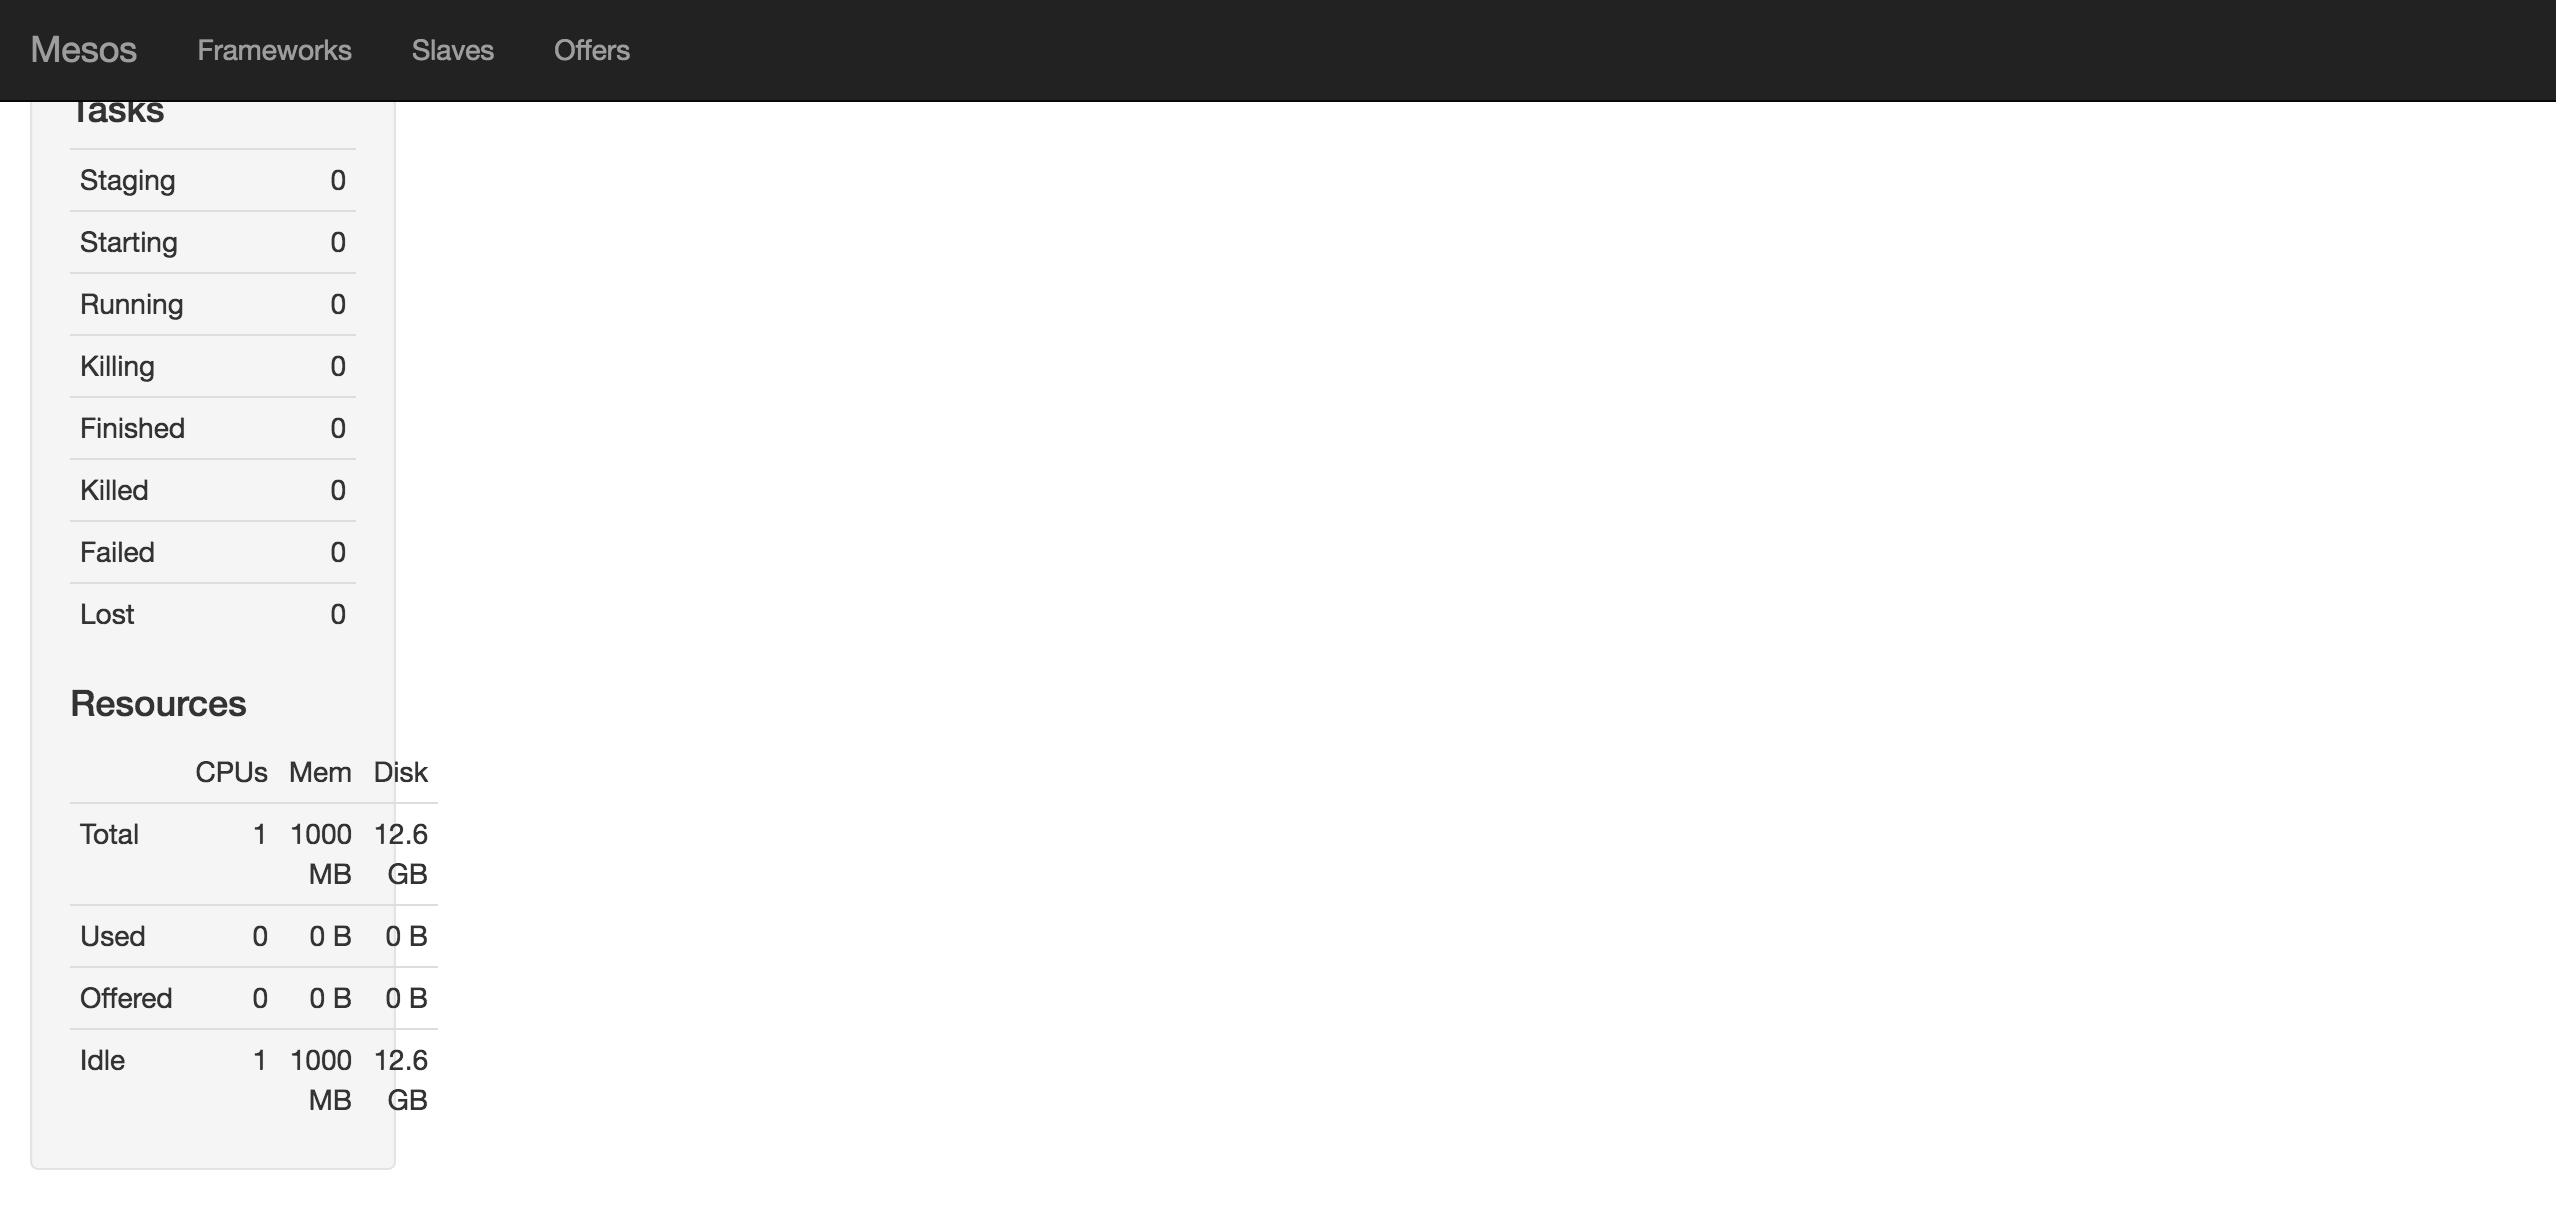 Mesos Frameworks Slaves Offers
Tasks
Staging 0
Starting 0
Running 0
Killing 0
Finished 0
Killed 0
Failed 0
Lost 0
Resources
CPUs Mem Disk
Total 1 1000 12.6
MB GB
Used 0 0 B 0 B
Offered 0 0 B 0 B
Idle 1 1000 12.6
MB GB